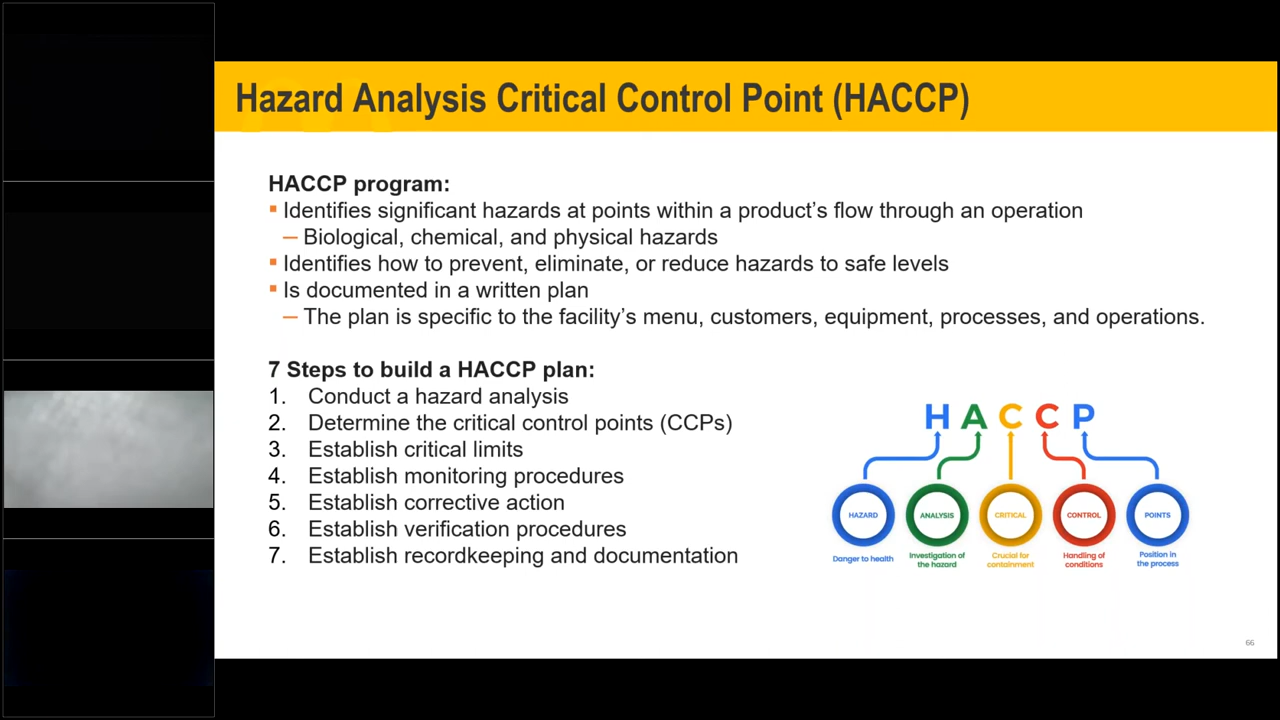 Hazard Analysis Critical Control Point (HACCP)
HACCP program:
Identifies significant hazards at points within a product’s flow through an operation
– Biological, chemical, and physical hazards
Identifies how to prevent, eliminate, or reduce hazards to safe levels
Is documented in a written plan
– The plan is specific to the facility’s menu, customers, equipment, processes, and operations.
7 Steps to build a HACCP plan:
1. Conduct a hazard analysis
2. Determine the critical control points (CCPs)
3. Establish critical limits
4. Establish monitoring procedures
5. Establish corrective action
6. Establish verification procedures
7. Establish recordkeeping and documentation
H A C C P
HAZARD
Danger to health
ANALYSIS
Investigation of
the hazard
CRITICAL
Crucial for
containment
CONTROL
Handling of
conditions
POINTS
Position in
the process
66